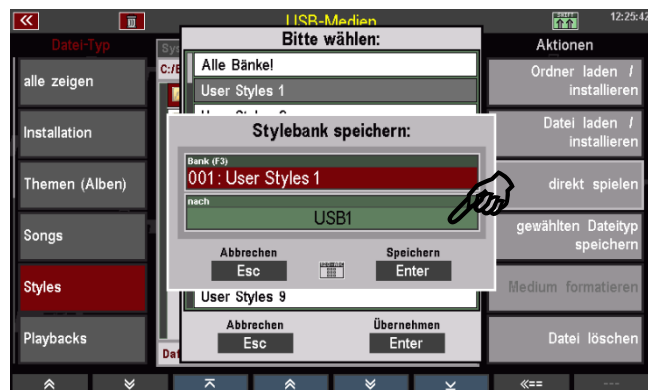 USB-Medien
12:25:42
Datei-Typ
alle zeigen
Installation
Themen (Alben)
Songs
Styles
Playbacks
Sy
C:/E
Dat
Bitte wählen:
Alle Bänke!
User Styles 1
Stylebank speichern:
Bank (F3)
001: User Styles 1
nach
USB1
Abbrechen
Speichern
Esc
Enter
User Styles 9
Abbrechen
Übernehmen
Esc
Enter
Aktionen
Ordner laden /
installieren
Datei laden /
installieren
direkt spielen
gewählten Dateityp
speichern
Medium formatieren
Datei löschen
«==
---